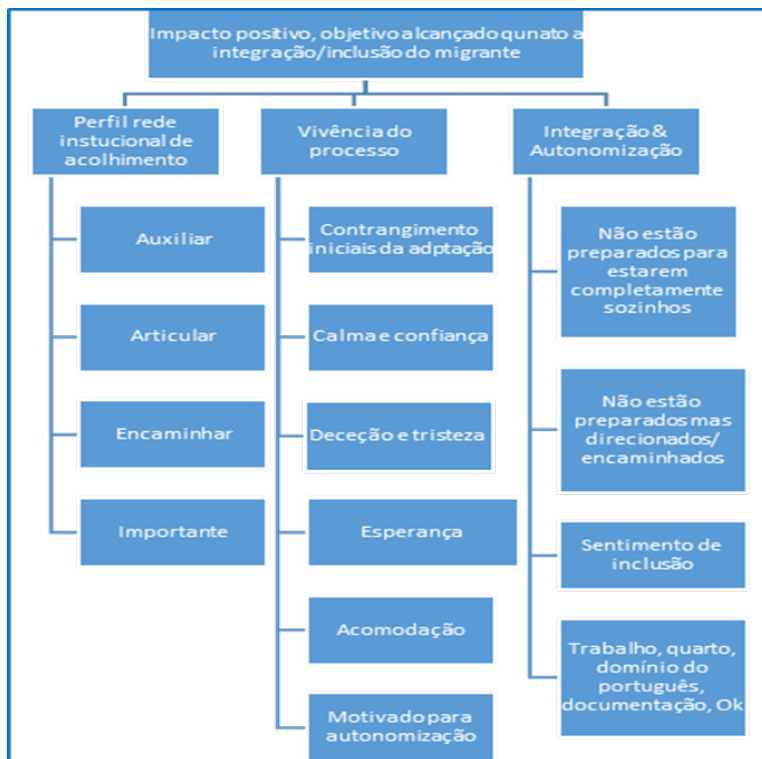 Impacto positivo, objetivo alcançado qunato a
integração/inclusão do migrante
Perfil rede
instucional de
acolhimento
Auxiliar
Articular
Encaminhar
Importante
Vivência do
processo
Contrangimento
iniciais da adptação
Calma e confiança
Deceção e tristeza
Esperança
Acomodação
Motivado para
autonomização
Integração &
Autonomização
Não estão
preparados para
estarem
completamente
sozinhos
Não estão
preparados mas
direcionados/
encaminhados
Sentimento de
inclusão
Trabalho, quarto,
domínio do
português,
documentação, Ok